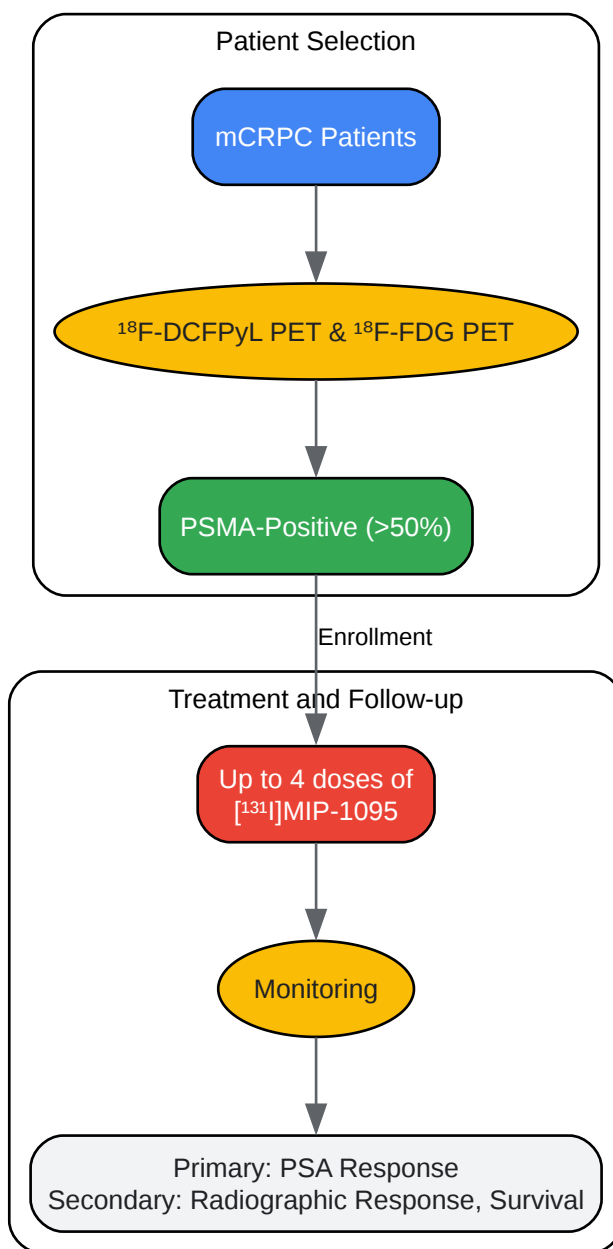 Patient Selection
mCRPC Patients
¹⁸F-DCFPyL PET & ¹⁸F-FDG PET
PSMA-Positive (>50%)
Enrollment
Treatment and Follow-up
Up to 4 doses of
[¹³¹I]MIP-1095
Monitoring
Primary: PSA Response
Secondary: Radiographic Response, Survival